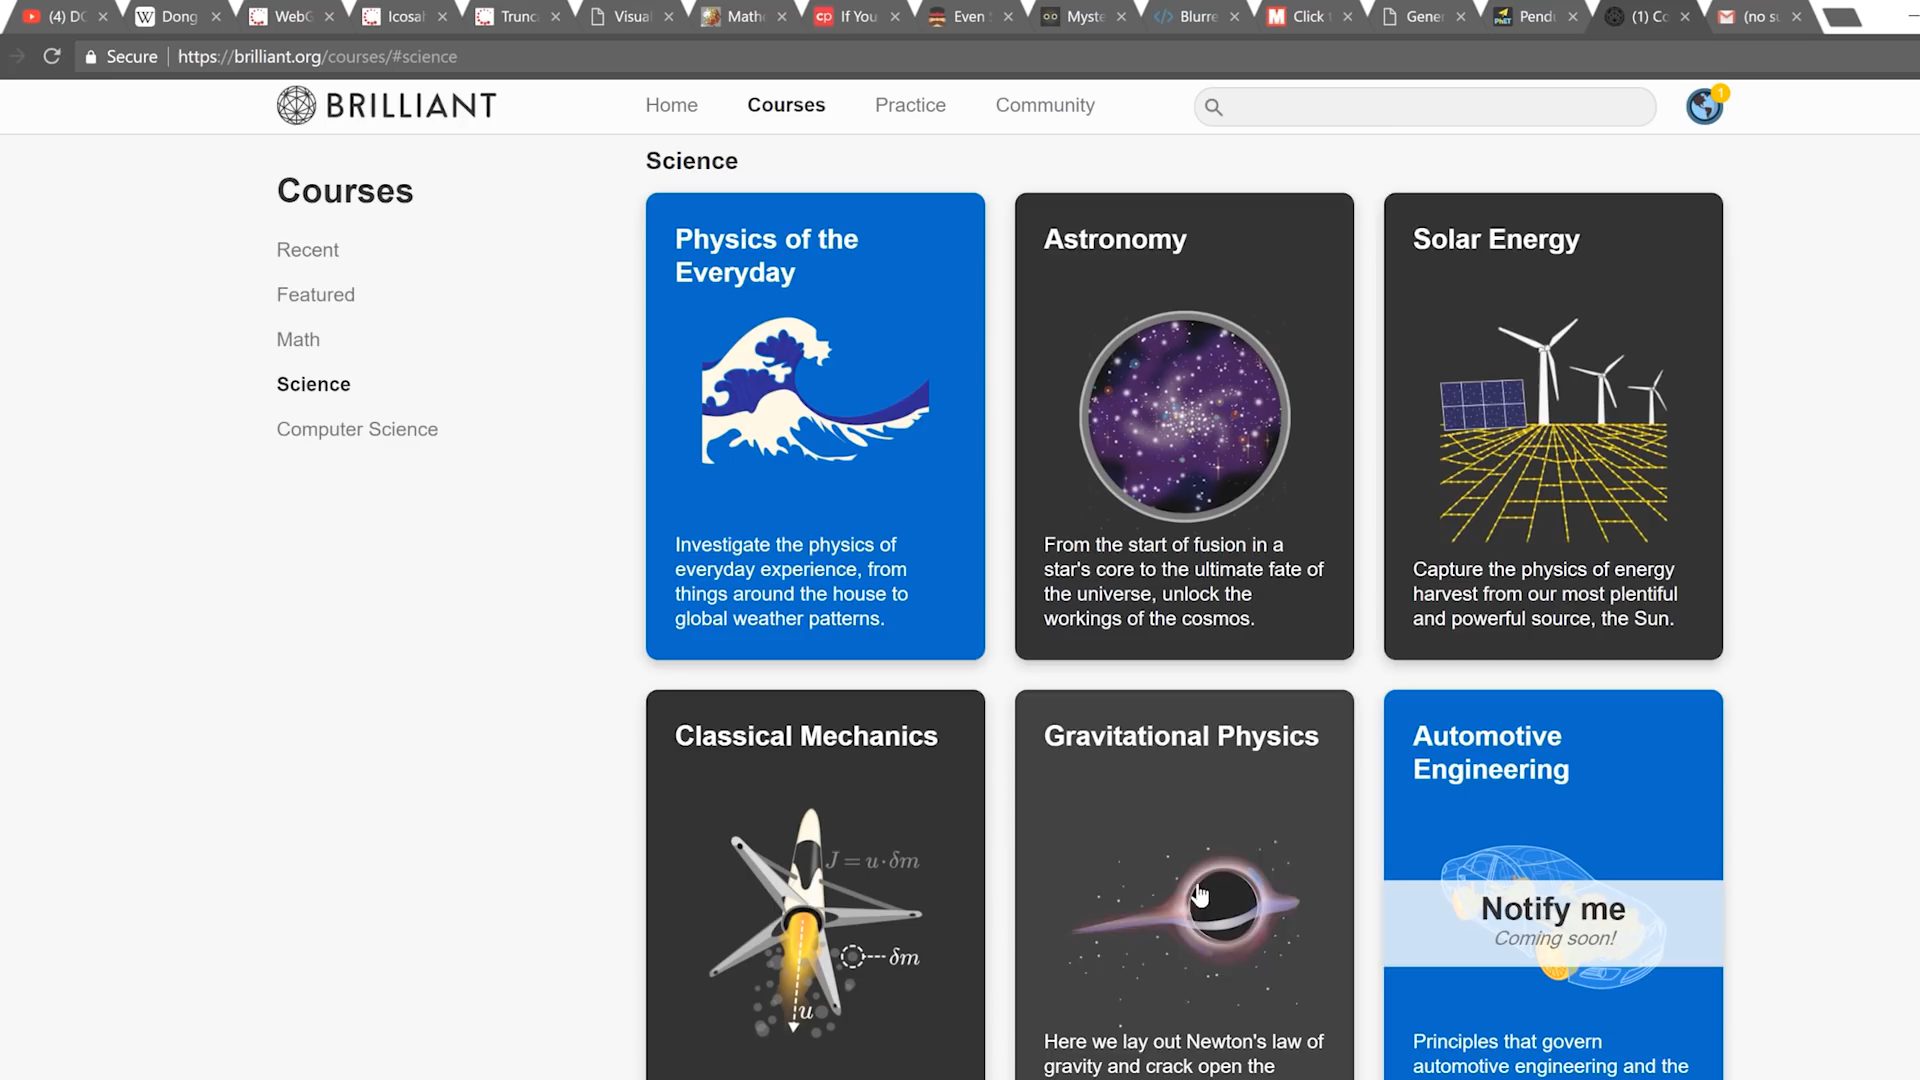 (4) DC
Dong
WebG
Icosal
Trunc
Visual
Mathe
If You
Even
Myste
Blurre
Click
Gener
Pendu
(1) Co
(no su
Secure
https://brilliant.org/courses/#science
BRILLIANT
Home
Courses
Practice
Community
1
Courses
Recent
Featured
Math
Science
Computer Science
Science
Physics of the
Everyday
Investigate the physics of
everyday experience, from
things around the house to
global weather patterns.
Astronomy
From the start of fusion in a
star's core to the ultimate fate of
the universe, unlock the
workings of the cosmos.
Solar Energy
Capture the physics of energy
harvest from our most plentiful
and powerful source, the Sun.
Classical Mechanics
J = u · δm
δm
u
Gravitational Physics
Here we lay out Newton's law of
gravity and crack open the
Automotive
Engineering
Notify me
Coming soon!
Principles that govern
automotive engineering and the